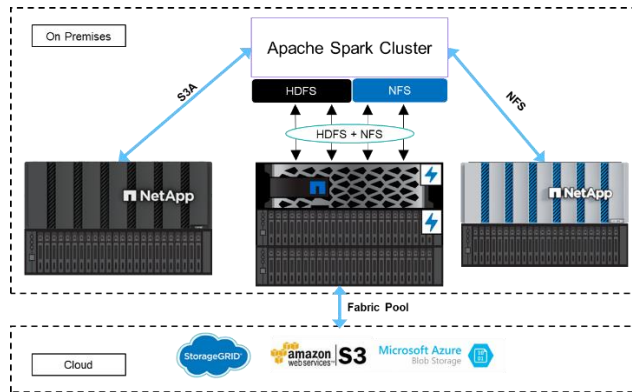 On Premises
Apache Spark Cluster
HDFS
NFS
S3A
NFS
HDFS + NFS
NetApp
NetApp
Fabric Pool
Cloud
StorageGRID
amazon
web services
S3
Microsoft Azure
Blob Storage